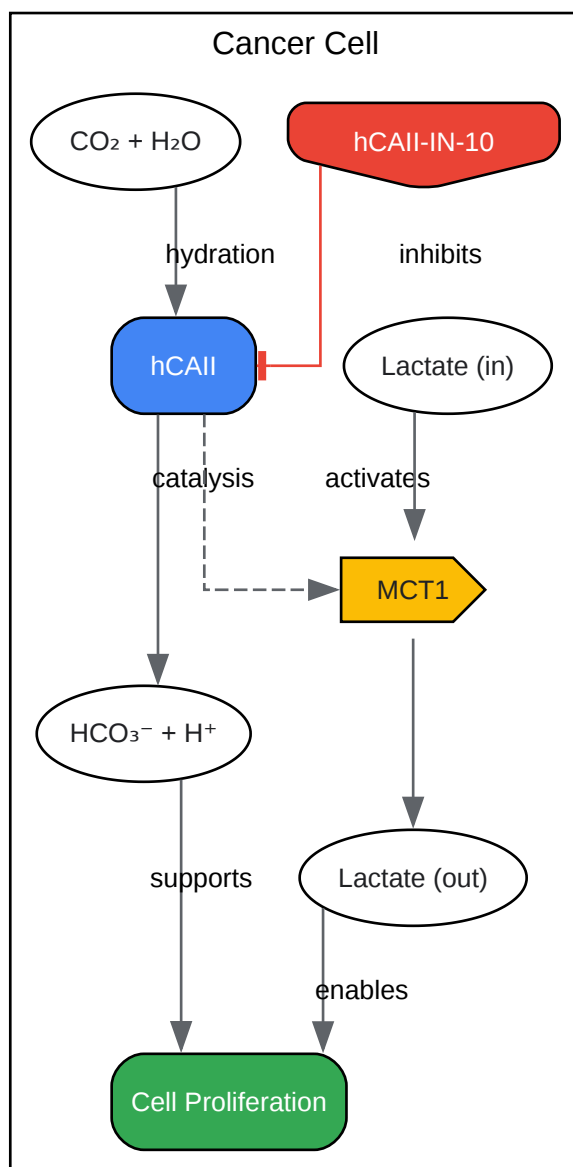 Cancer Cell
CO₂ + H₂O
hCAII-IN-10
hydration
inhibits
hCAII
Lactate (in)
catalysis
activates
MCT1
HCO₃⁻ + H⁺
Lactate (out)
supports
enables
Cell Proliferation